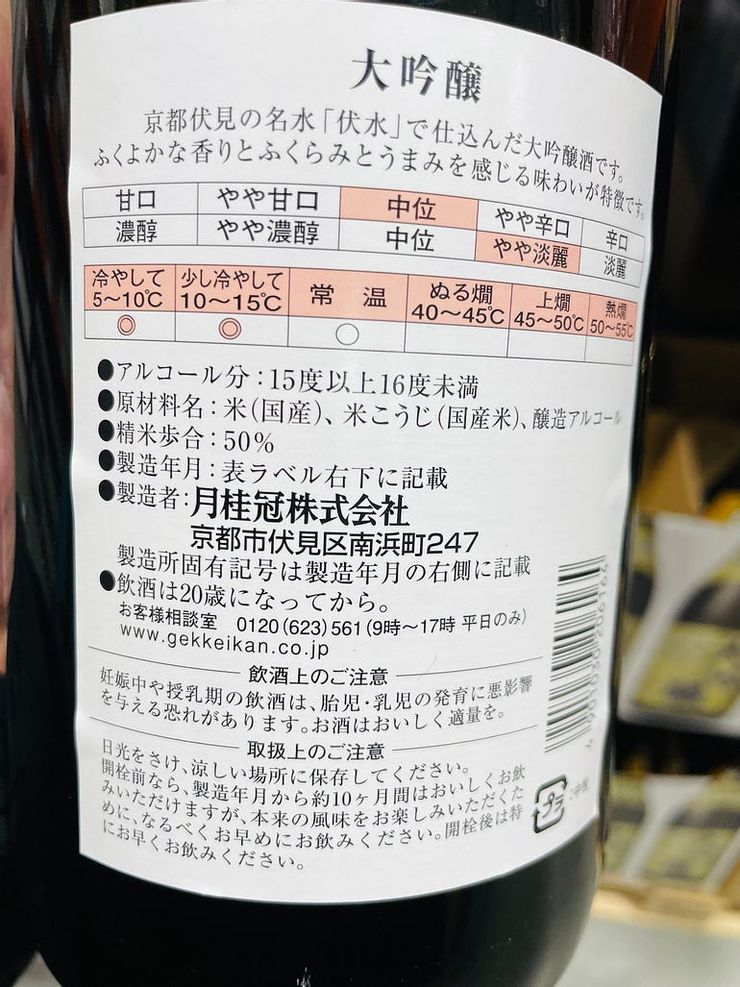 大吟醸
京都伏見の名水「伏水」で仕込んだ大吟醸酒です。
ふくよかな香りとふくらみとうまみを感じる味わいが特徴です。
甘口 やや甘口 中位 やや辛口 辛口
濃醇 やや濃醇 中位 やや淡麗 淡麗
冷やして 少し冷やして 常温 ぬる燗 上燗 熱燗
5〜10℃ 10〜15℃ 40〜45℃ 45〜50℃ 50〜55℃
◎ ◎ ○
●アルコール分：15度以上16度未満
●原材料名：米(国産)、米こうじ(国産米)、醸造アルコール
●精米歩合：50%
●製造年月：表ラベル右下に記載
●製造者：月桂冠株式会社
京都市伏見区南浜町247
製造所固有記号は製造年月の右側に記載
●飲酒は20歳になってから。
お客様相談室 0120(623)561(9時〜17時 平日のみ)
www.gekkeikan.co.jp
飲酒上のご注意
妊娠中や授乳期の飲酒は、胎児・乳児の発育に悪影響
を与える恐れがあります。お酒はおいしく適量を。
取扱上のご注意
日光をさけ、涼しい場所に保存してください。
開栓前なら、製造年月から約10ヶ月間はおいしくお飲
みいただけますが、本来の風味をお楽しみいただくた
めに、なるべくお早めにお飲みください。開栓後は特
にお早くお飲みください。
プラ